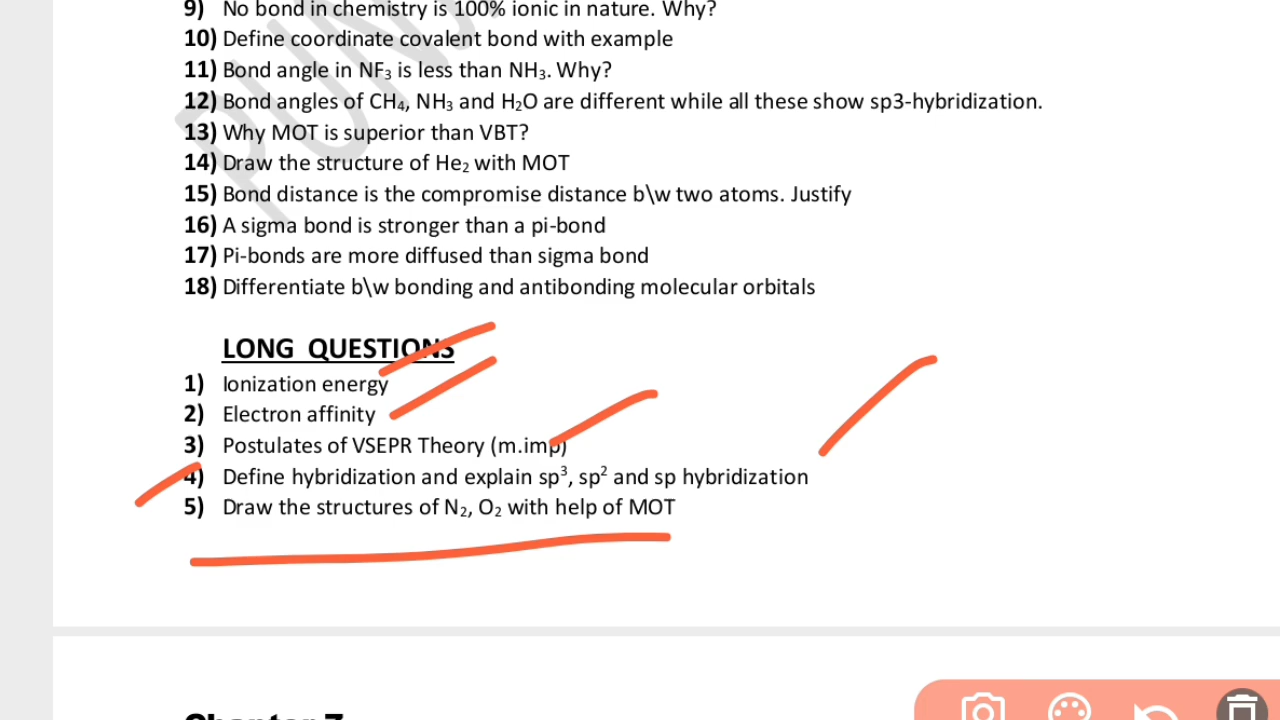 9) No bond in chemistry is 100% ionic in nature. Why?
10) Define coordinate covalent bond with example
11) Bond angle in NF₃ is less than NH₃. Why?
12) Bond angles of CH₄, NH₃ and H₂O are different while all these show sp3-hybridization.
13) Why MOT is superior than VBT?
14) Draw the structure of He₂ with MOT
15) Bond distance is the compromise distance b\w two atoms. Justify
16) A sigma bond is stronger than a pi-bond
17) Pi-bonds are more diffused than sigma bond
18) Differentiate b\w bonding and antibonding molecular orbitals
LONG QUESTIONS
1) Ionization energy
2) Electron affinity
3) Postulates of VSEPR Theory (m.imp)
4) Define hybridization and explain sp³, sp² and sp hybridization
5) Draw the structures of N₂, O₂ with help of MOT
Chapter 7